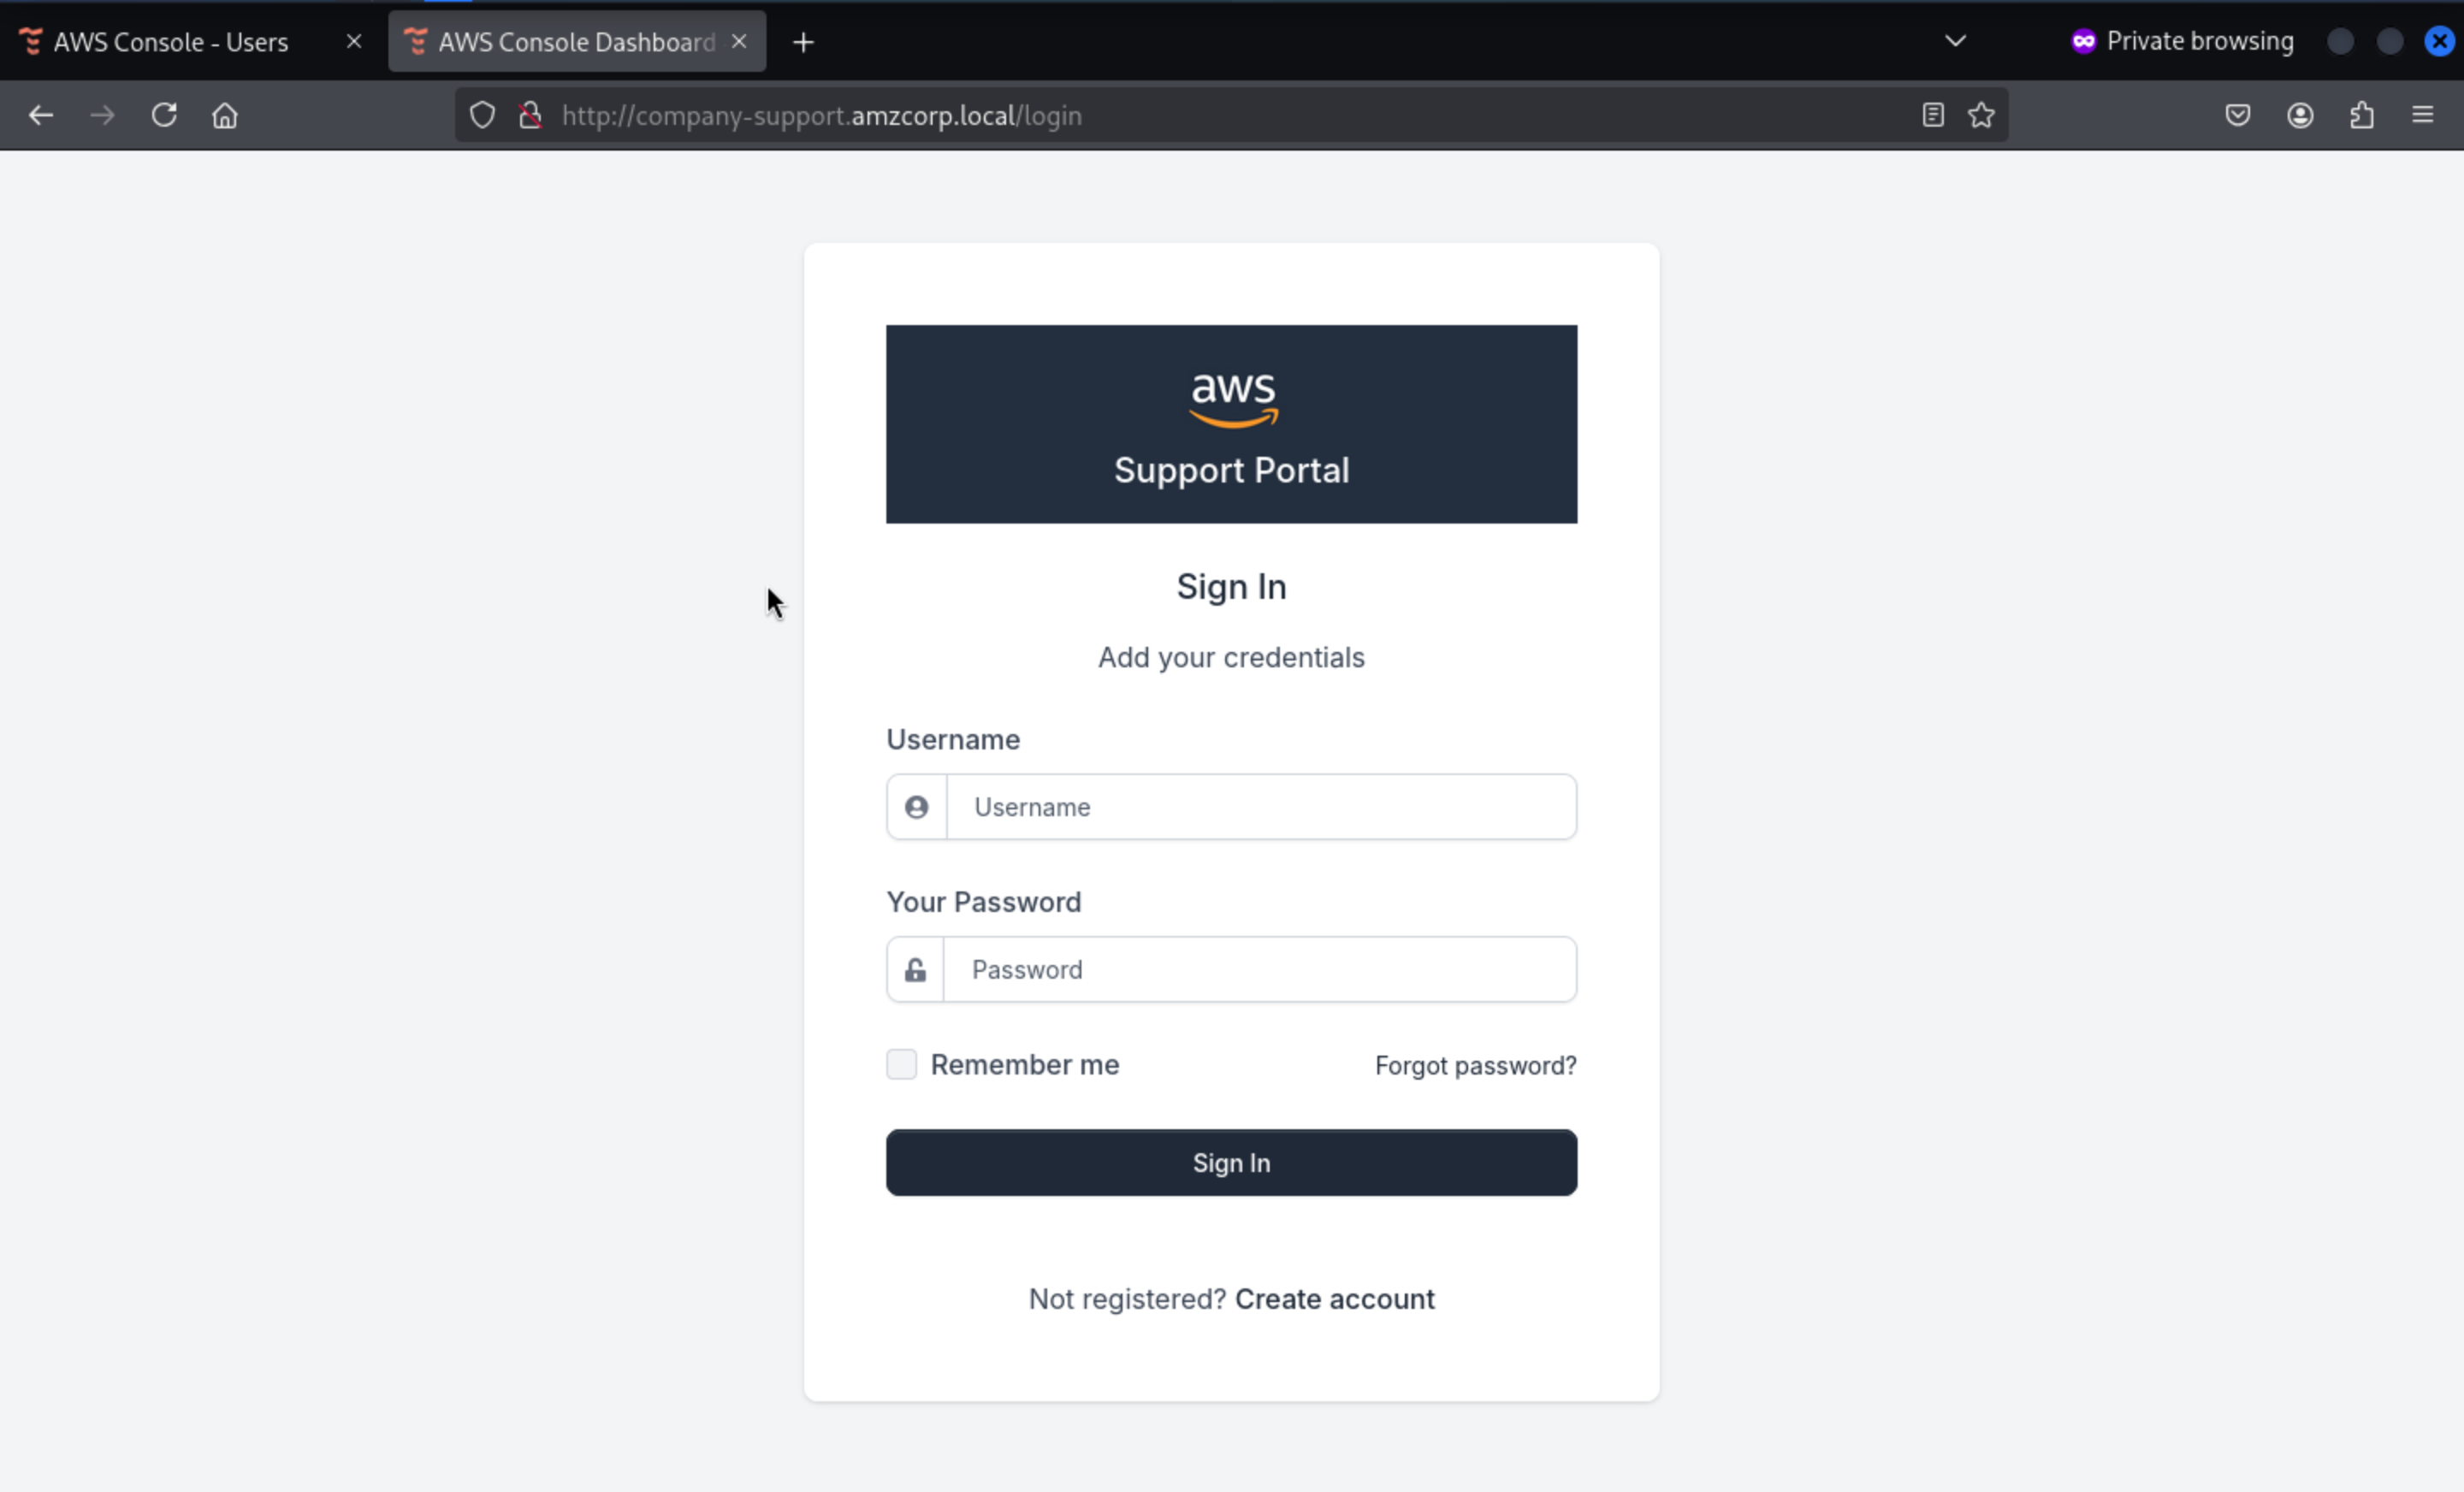 AWS Console - Users
AWS Console Dashboard
Private browsing
http://company-support.amzcorp.local/login
aws
Support Portal
Sign In
Add your credentials
Username
Username
Your Password
Password
Remember me
Forgot password?
Sign In
Not registered? Create account